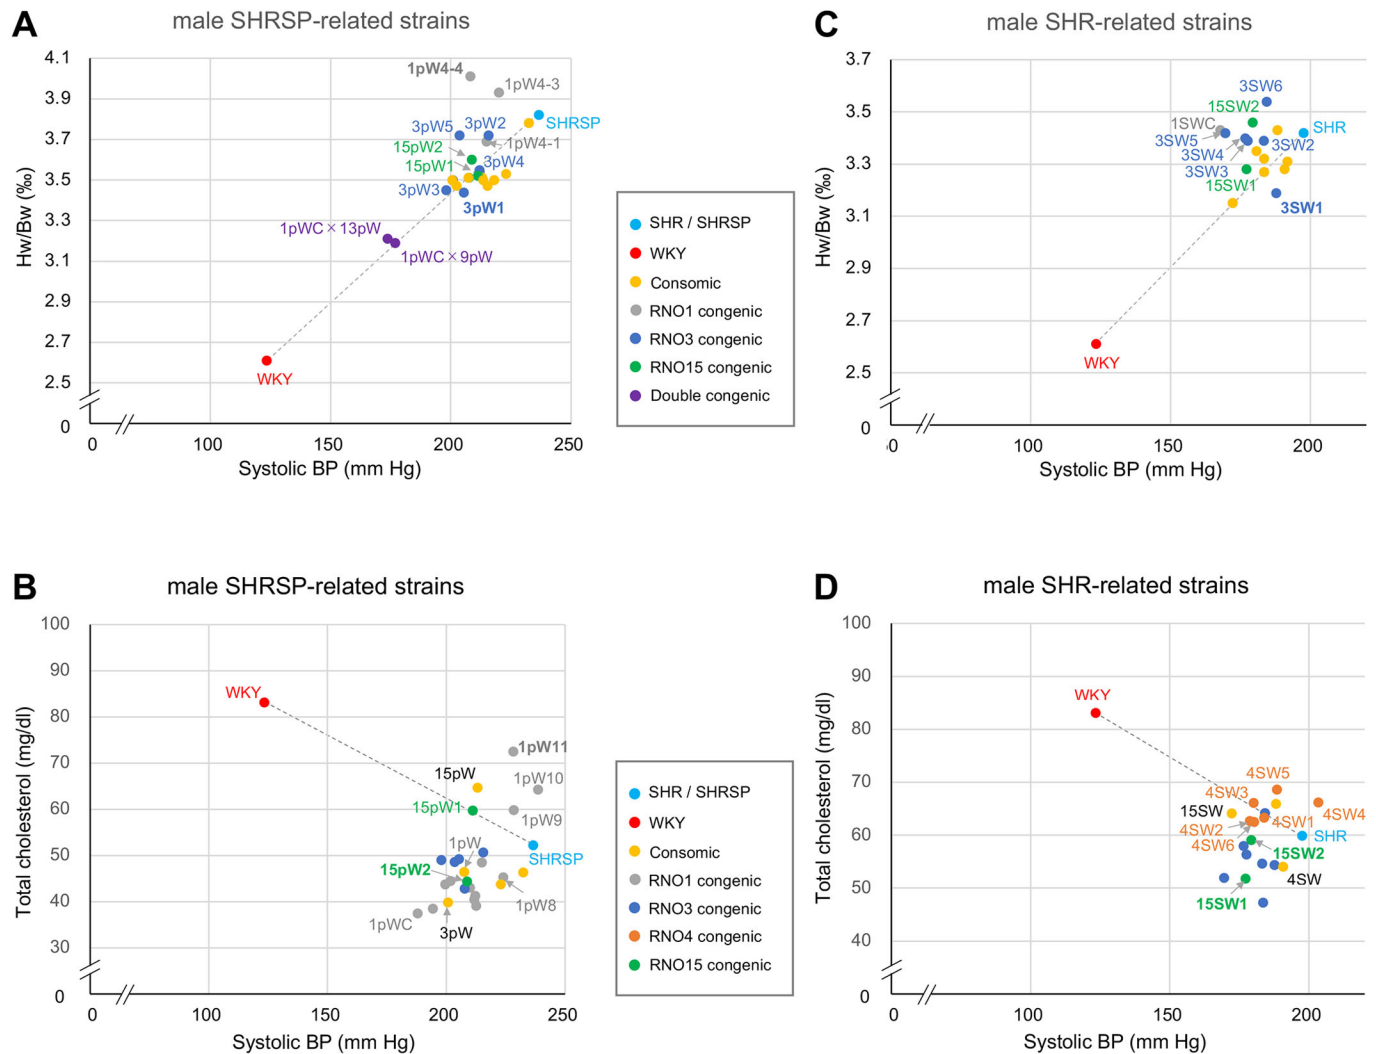 A
male SHRSP-related strains
4.1
3.9
3.7
3.5
3.3
3.1
2.9
2.7
2.5
0
Hw/Bw (‰)
1pW4-4
1pW4-3
SHRSP
3pW5
3pW2
1pW4-1
15pW2
15pW1
3pW4
3pW3
3pW1
1pWC×13pW
1pWC×9pW
WKY
0
100
150
200
250
Systolic BP (mm Hg)
SHR / SHRSP
WKY
Consomic
RNO1 congenic
RNO3 congenic
RNO15 congenic
Double congenic
C
male SHR-related strains
3.7
3.5
3.3
3.1
2.9
2.7
2.5
0
Hw/Bw (‰)
3SW6
15SW2
1SWC
SHR
3SW5
3SW2
3SW4
3SW3
15SW1
3SW1
WKY
0
100
150
200
Systolic BP (mm Hg)
B
male SHRSP-related strains
100
90
80
70
60
50
40
30
0
Total cholesterol (mg/dl)
WKY
1pW11
15pW
1pW10
15pW1
1pW9
1pW
SHRSP
15pW2
1pW8
1pWC
3pW
0
100
150
200
250
Systolic BP (mm Hg)
SHR / SHRSP
WKY
Consomic
RNO1 congenic
RNO3 congenic
RNO4 congenic
RNO15 congenic
D
male SHR-related strains
100
90
80
70
60
50
40
0
Total cholesterol (mg/dl)
WKY
4SW5
4SW3
15SW
4SW4
4SW1
4SW2
SHR
4SW6
15SW2
4SW
15SW1
0
100
150
200
Systolic BP (mm Hg)